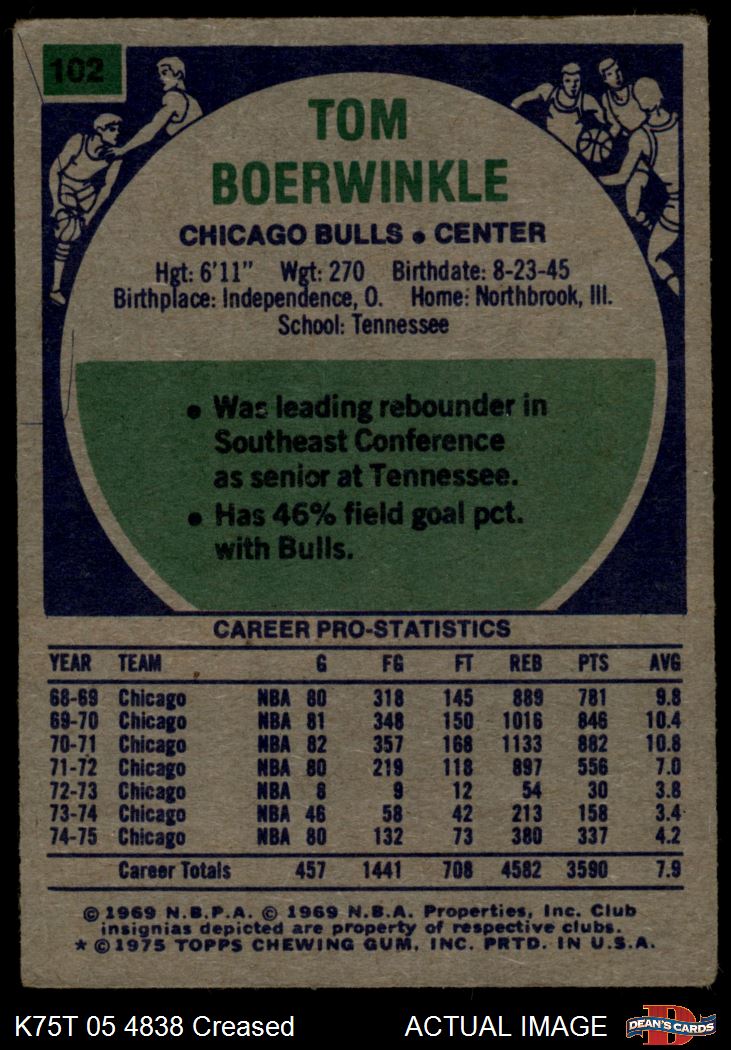 102
TOM
BOERWINKLE
CHICAGO BULLS • CENTER
Hgt: 6'11" Wgt: 270 Birthdate: 8-23-45
Birthplace: Independence, O. Home: Northbrook, Ill.
School: Tennessee
• Was leading rebounder in
Southeast Conference
as senior at Tennessee.
• Has 46% field goal pct.
with Bulls.
CAREER PRO-STATISTICS
YEAR TEAM G FG FT REB PTS AVG
68-69 Chicago NBA 80 318 145 889 781 9.8
69-70 Chicago NBA 81 348 150 1016 846 10.4
70-71 Chicago NBA 82 357 168 1133 882 10.8
71-72 Chicago NBA 80 219 118 897 556 7.0
72-73 Chicago NBA 8 9 12 54 30 3.8
73-74 Chicago NBA 46 58 42 213 158 3.4
74-75 Chicago NBA 80 132 73 380 337 4.2
Career Totals 457 1441 708 4582 3590 7.9
© 1969 N.B.P.A. © 1969 N.B.A. Properties, Inc. Club
insignias depicted are property of respective clubs.
* © 1975 TOPPS CHEWING GUM, INC. PRTD. IN U.S.A.
K75T 05 4838 Creased ACTUAL IMAGE
DEAN'S CARDS